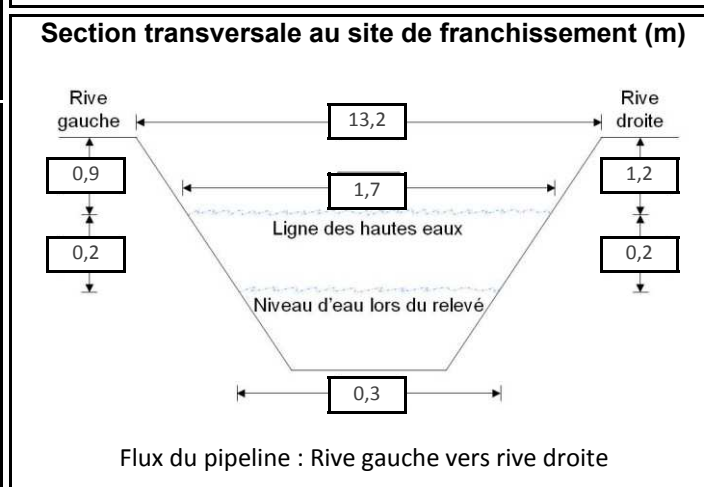 Section transversale au site de franchissement (m)
Rive
gauche
13,2
Rive
droite
0,9
1,7
1,2
Ligne des hautes eaux
0,2
0,2
Niveau d'eau lors du relevé
0,3
Flux du pipeline : Rive gauche vers rive droite